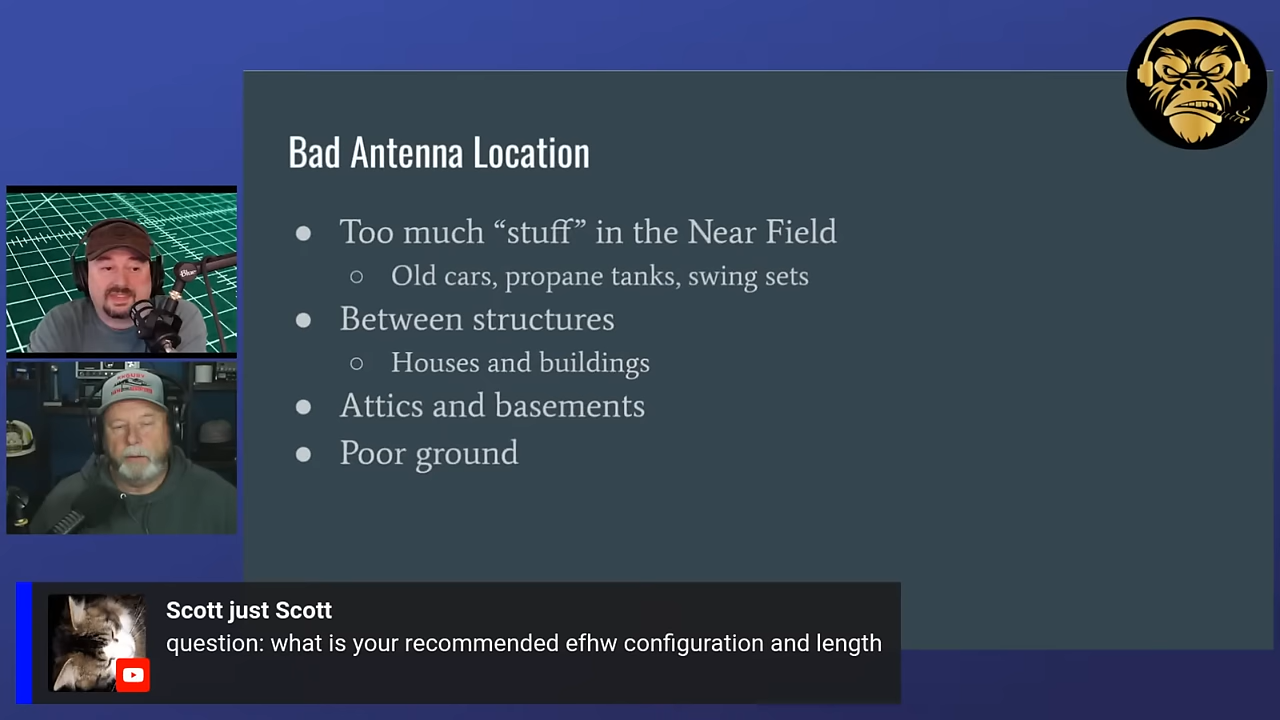 Bad Antenna Location
● Too much “stuff” in the Near Field
○ Old cars, propane tanks, swing sets
● Between structures
○ Houses and buildings
● Attics and basements
● Poor ground
Scott just Scott
question: what is your recommended efhw configuration and length